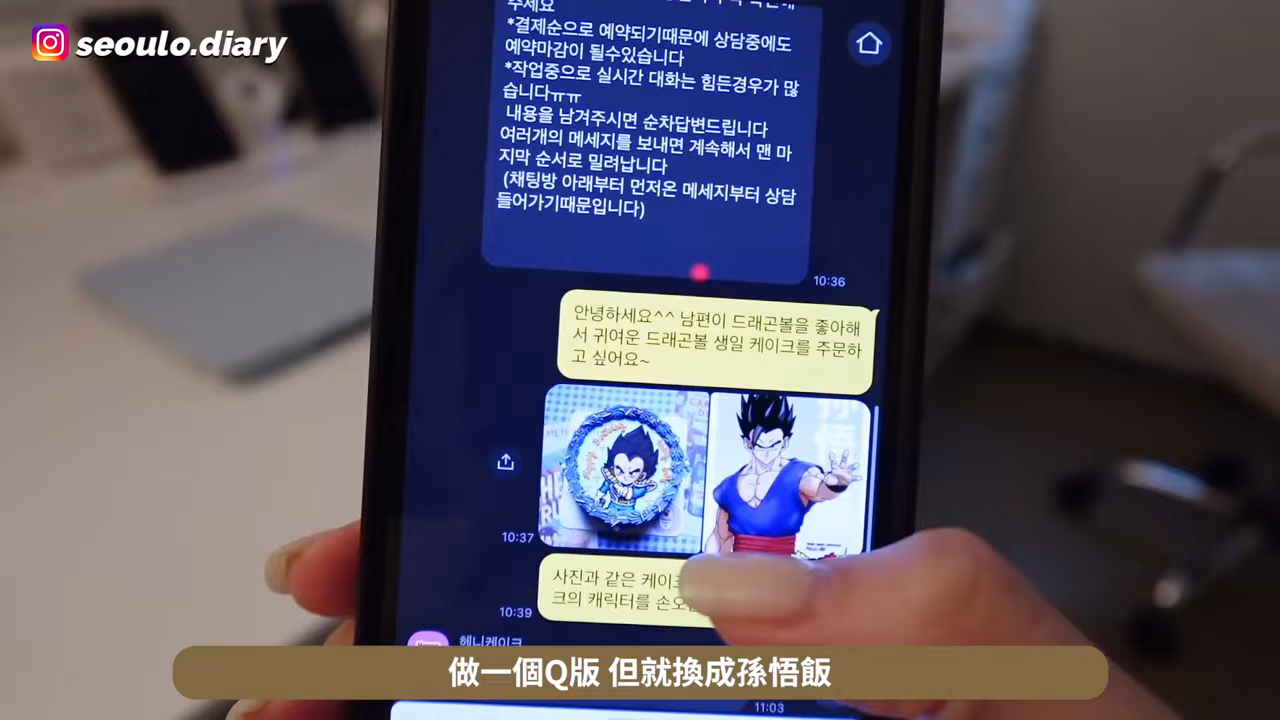 seoulo.diary
주세요
*결제순으로 예약되기때문에 상담중에도
예약마감이 될수있습니다
*작업중으로 실시간 대화는 힘든경우가 많
습니다ㅠㅠ
내용을 남겨주시면 순차답변드립니다
여러개의 메세지를 보내면 계속해서 맨 마
지막 순서로 밀려납니다
(채팅방 아래부터 먼저온 메세지부터 상담
들어가기때문입니다)
10:36
안녕하세요^^ 남편이 드래곤볼을 좋아해
서 귀여운 드래곤볼 생일 케이크를 주문하
고 싶어요~
10:37
사진과 같은
크의 캐릭터를
10:39
헤니케이크
做一個Q版 但就換成孫悟飯
11:03